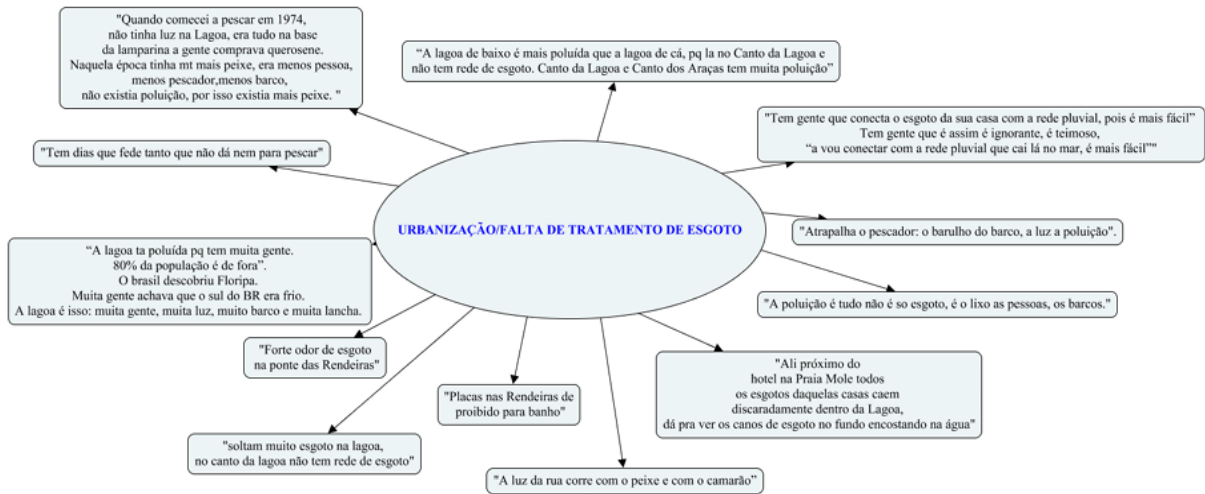 "Quando comecei a pescar em 1974,
não tinha luz na Lagoa, era tudo na base
da lamparina a gente comprava querosene.
Naquela época tinha mt mais peixe, era menos pessoa,
menos pescador,menos barco,
não existia poluição, por isso existia mais peixe. "
“A lagoa de baixo é mais poluída que a lagoa de cá, pq la no Canto da Lagoa e
não tem rede de esgoto. Canto da Lagoa e Canto dos Araças tem muita poluição”
"Tem gente que conecta o esgoto da sua casa com a rede pluvial, pois é mais fácil”
Tem gente que é assim é ignorante, é teimoso,
“a vou conectar com a rede pluvial que cai lá no mar, é mais fácil”"
"Tem dias que fede tanto que não dá nem para pescar"
URBANIZAÇÃO/FALTA DE TRATAMENTO DE ESGOTO
"Atrapalha o pescador: o barulho do barco, a luz a poluição".
“A lagoa ta poluída pq tem muita gente.
80% da população é de fora”.
O brasil descobriu Floripa.
Muita gente achava que o sul do BR era frio.
A lagoa é isso: muita gente, muita luz, muito barco e muita lancha.
"A poluição é tudo não é so esgoto, é o lixo as pessoas, os barcos."
"Forte odor de esgoto
na ponte das Rendeiras"
"Ali próximo do
hotel na Praia Mole todos
os esgotos daquelas casas caem
discaradamente dentro da Lagoa,
dá pra ver os canos de esgoto no fundo encostando na água"
"Placas nas Rendeiras de
proibido para banho"
"soltam muito esgoto na lagoa,
no canto da lagoa não tem rede de esgoto"
"A luz da rua corre com o peixe e com o camarão”